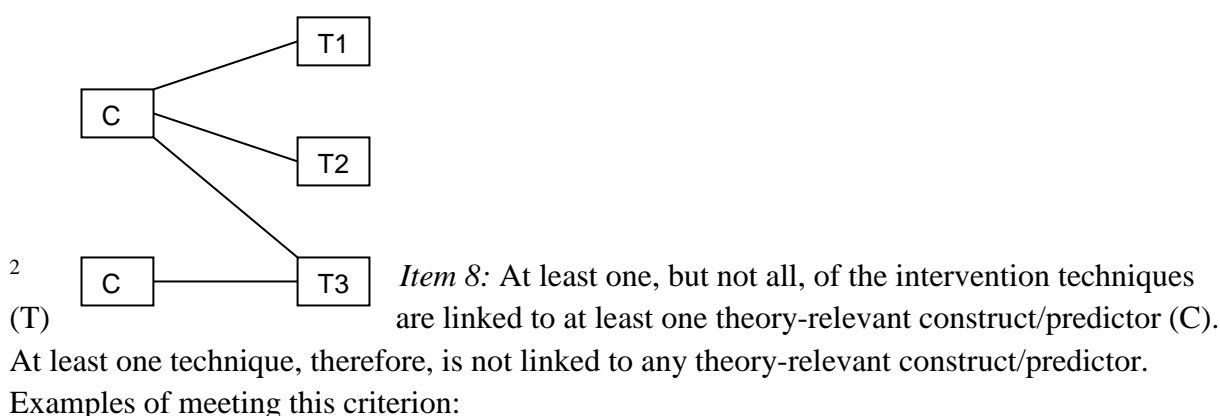 T1
C
T2
C
T3
2 Item 8: At least one, but not all, of the intervention techniques
(T) are linked to at least one theory-relevant construct/predictor (C).
At least one technique, therefore, is not linked to any theory-relevant construct/predictor.
Examples of meeting this criterion: